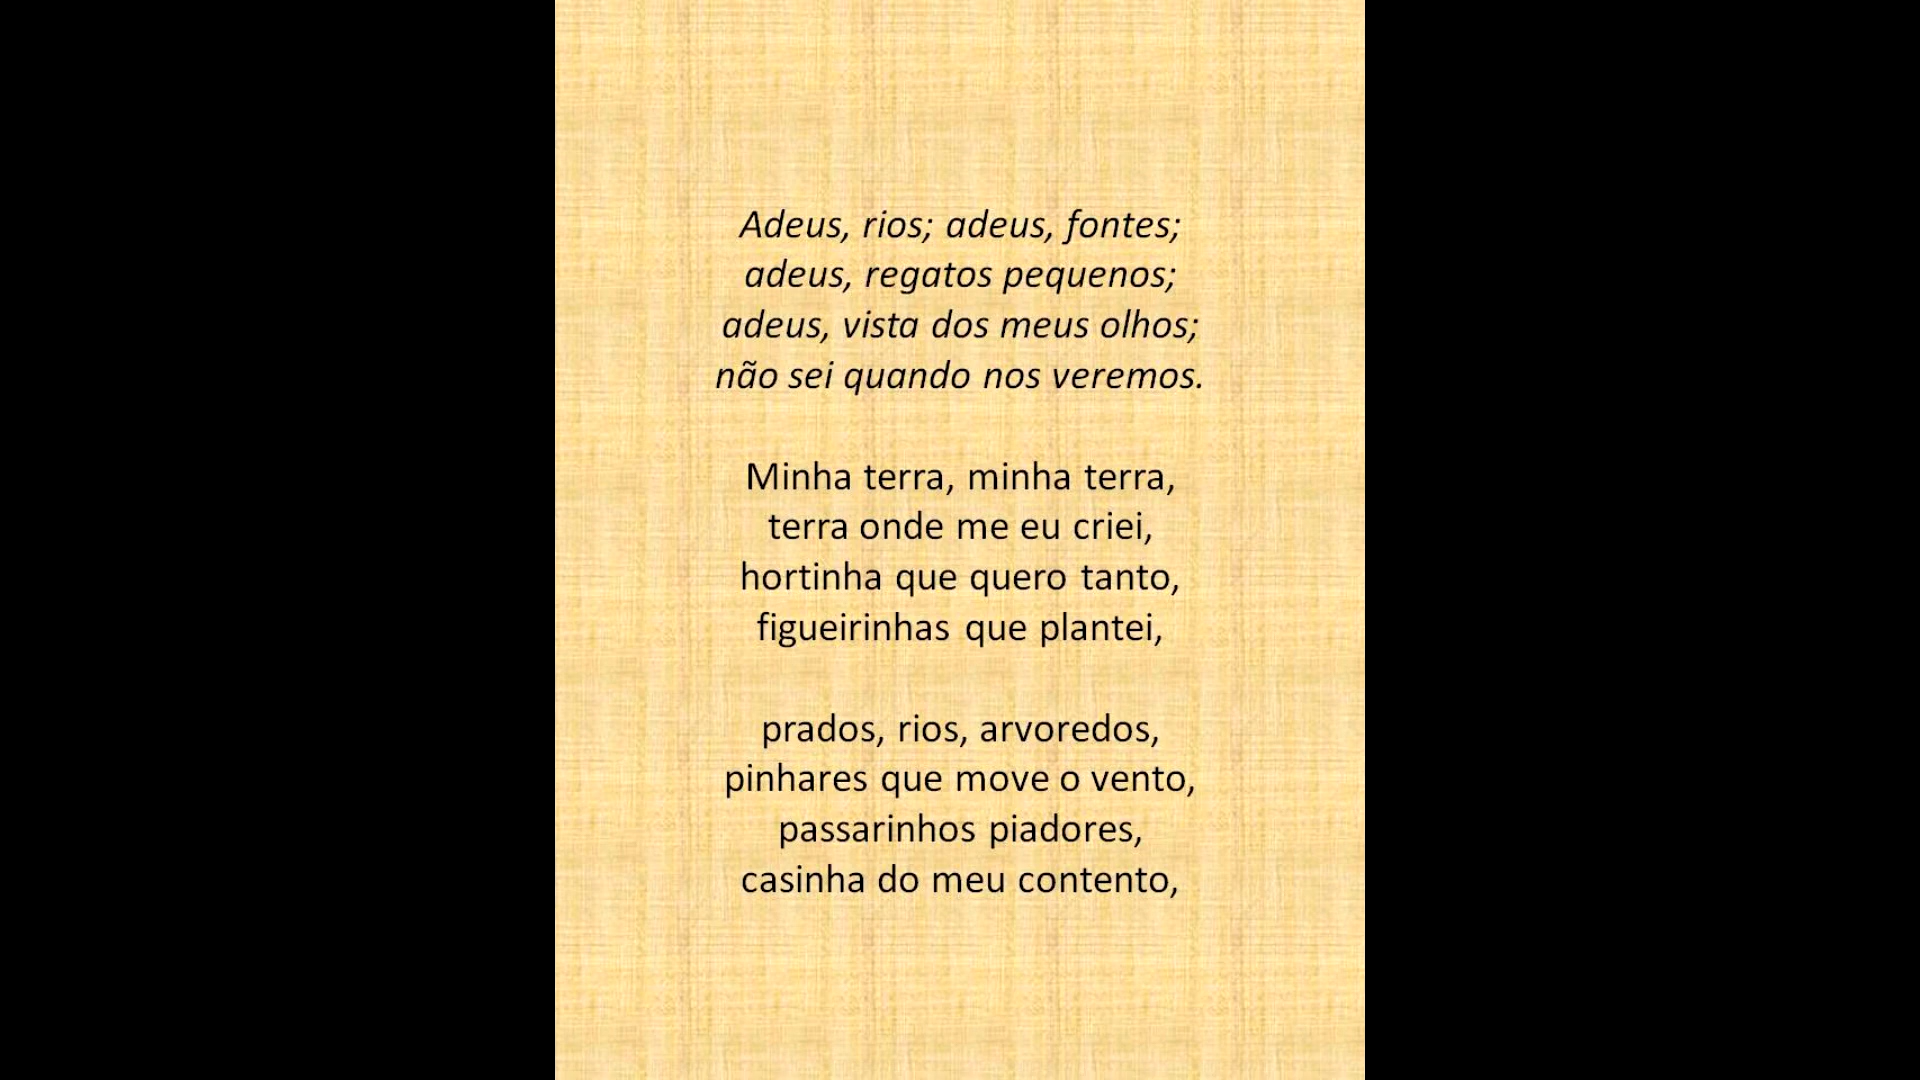 Adeus, rios; adeus, fontes;
adeus, regatos pequenos;
adeus, vista dos meus olhos;
não sei quando nos veremos.
Minha terra, minha terra,
terra onde me eu criei,
hortinha que quero tanto,
figueirinhas que plantei,
prados, rios, arvoredos,
pinhares que move o vento,
passarinhos piadores,
casinha do meu contento,